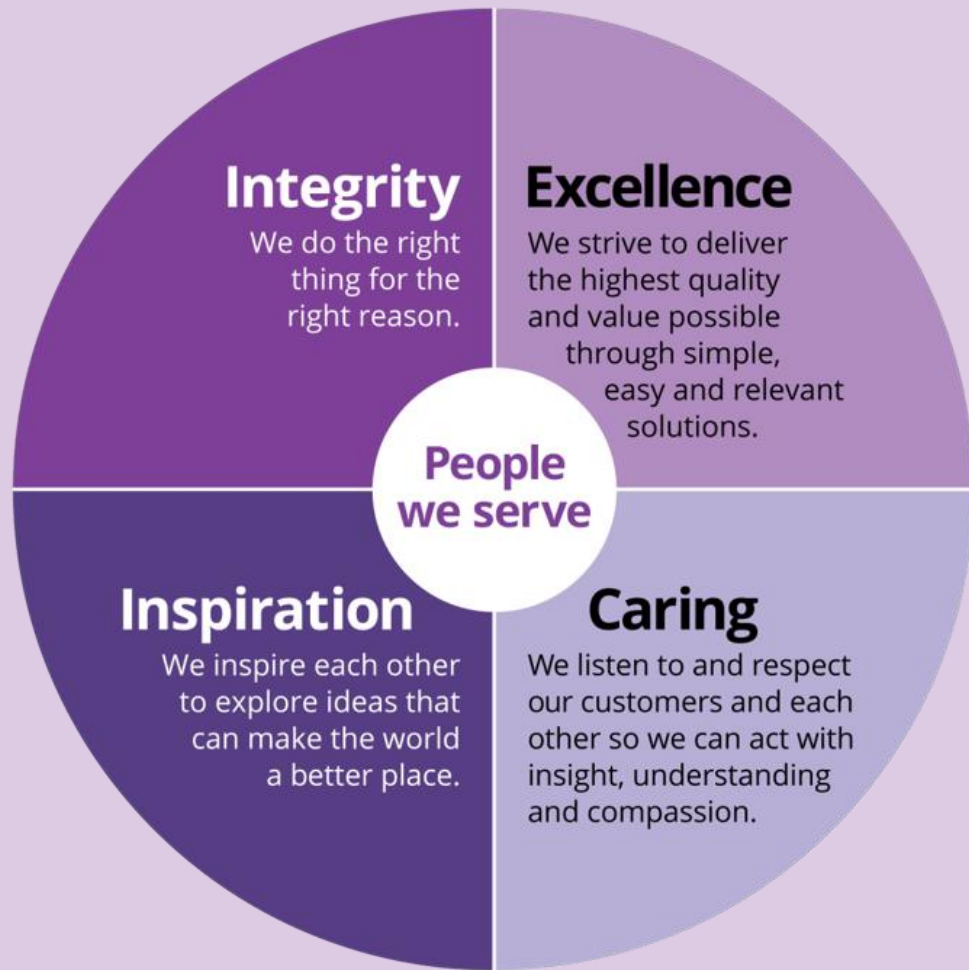 Integrity
We do the right
thing for the
right reason.
Excellence
We strive to deliver
the highest quality
and value possible
through simple,
easy and relevant
solutions.
People
we serve
Inspiration
We inspire each other
to explore ideas that
can make the world
a better place.
Caring
We listen to and respect
our customers and each
other so we can act with
insight, understanding
and compassion.